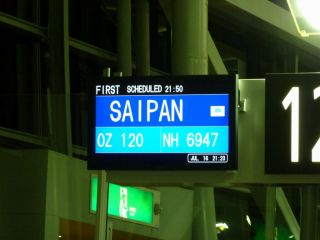 FIRST SCHEDULED 21:50
SAIPAN
OZ 120 NH 6947
JUL. 16 21:23
12